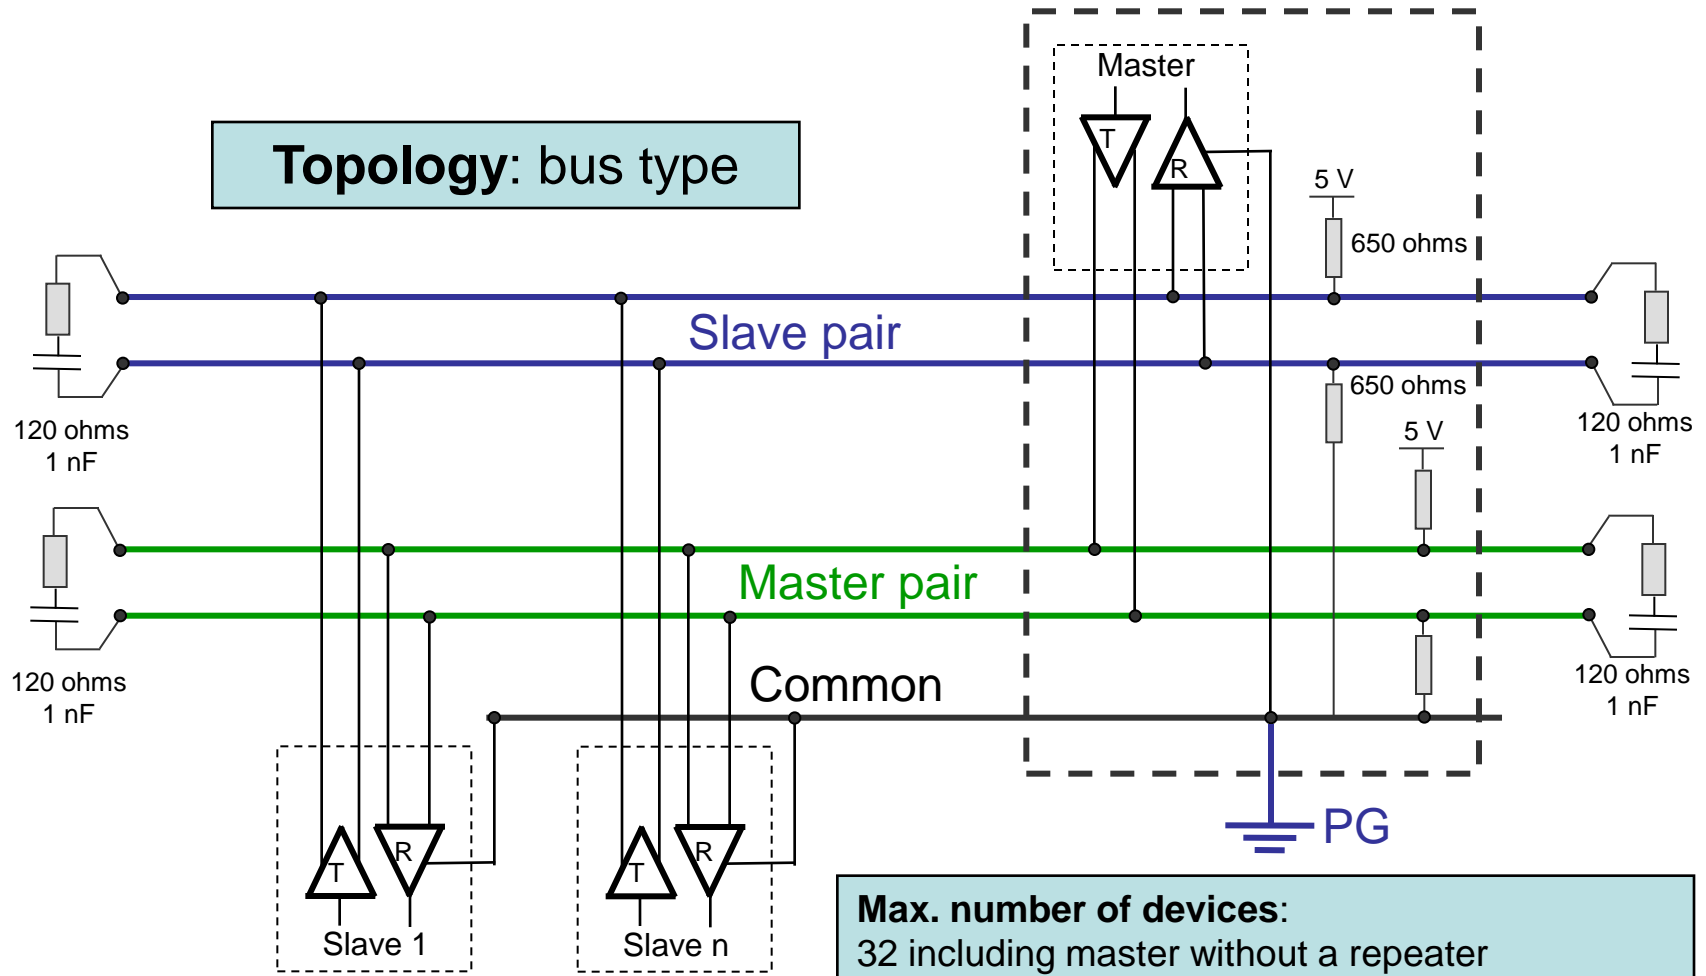 Master
T
R
Topology: bus type
5 V
650 ohms
Slave pair
650 ohms
120 ohms
1 nF
120 ohms
1 nF
5 V
Master pair
120 ohms
1 nF
120 ohms
1 nF
Common
PG
T
R
T
R
Slave 1
Slave n
Max. number of devices:
32 including master without a repeater